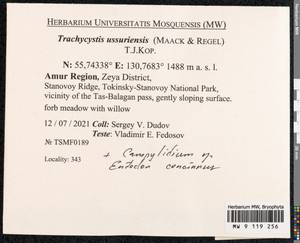 HERBARIUM UNIVERSITATIS MOSQUENSIS (MW)
Trachycystis ussuriensis (MAACK & REGEL)
T.J.KOP.
N: 55,74338° E: 130,7683° 1488 m a. s. l.
Amur Region, Zeya District,
Stanovoy Ridge, Tokinsky-Stanovoy National Park,
vicinity of the Tas-Balagan pass, gently sloping surface.
forb meadow with willow
12 / 07 / 2021 Coll: Sergey V. Dudov
Teste: Vladimir E. Fedosov
№ TSMF0189
Locality: 343
+ Campylidium
Entodon concinnus
Herbarium MW, Bryophyta
MW 9 119 256